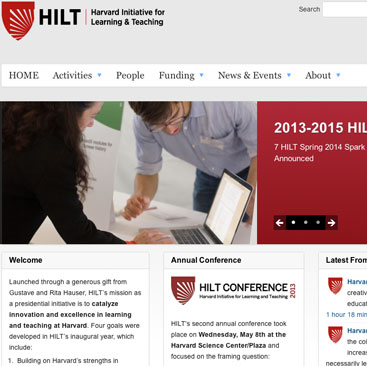 HILT Harvard Initiative for
Learning & Teaching
Search
HOME Activities People Funding News & Events About
2013-2015 HIL
7 HILT Spring 2014 Spark
Announced
Welcome
Launched through a generous gift from
Gustave and Rita Hauser, HILT's mission as
a presidential initiative is to catalyze
innovation and excellence in learning
and teaching at Harvard. Four goals were
developed in HILT's inaugural year, which
include:
1. Building on Harvard's strengths in
Annual Conference
HILT CONFERENCE 2013
Harvard Initiative for Learning and Teaching
HILT's second annual conference took
place on Wednesday, May 8th at the
Harvard Science Center/Plaza and
focused on the framing question:
Latest From
Harva
creativ
educat
1 hour 18 min
Harva
the col
increas
necessarily le